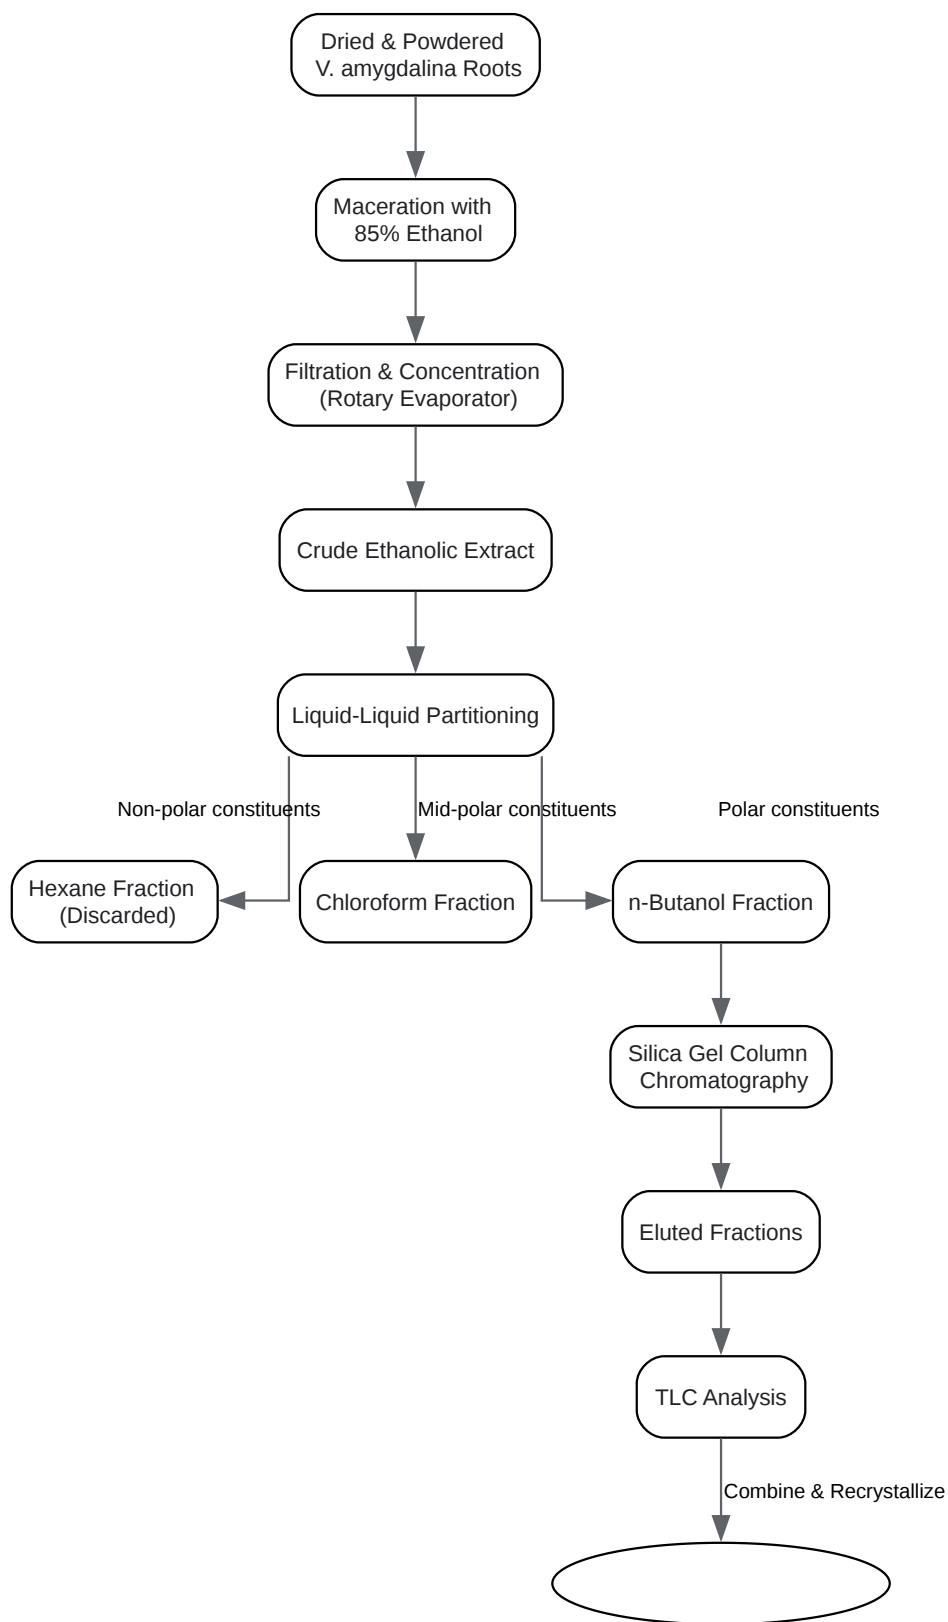 Dried & Powdered
V. amygdalina Roots
Maceration with
85% Ethanol
Filtration & Concentration
(Rotary Evaporator)
Crude Ethanolic Extract
Liquid-Liquid Partitioning
Non-polar constituents
Mid-polar constituents
Polar constituents
Hexane Fraction
(Discarded)
Chloroform Fraction
n-Butanol Fraction
Silica Gel Column
Chromatography
Eluted Fractions
TLC Analysis
Combine & Recrystallize